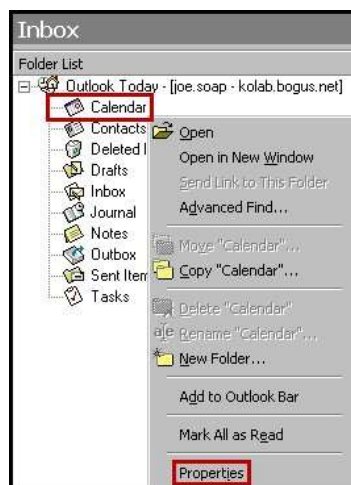 Inbox
Folder List
Outlook Today - [joe.soap - kolab.bogus.net]
Calendar
Contacts
Deleted I
Drafts
Inbox
Journal
Notes
Outbox
Sent Item
Tasks
Open
Open in New Window
Send Link to This Folder
Advanced Find...
Move "Calendar"...
Copy "Calendar"...
Delete "Calendar"
Rename "Calendar"...
New Folder...
Add to Outlook Bar
Mark All as Read
Properties